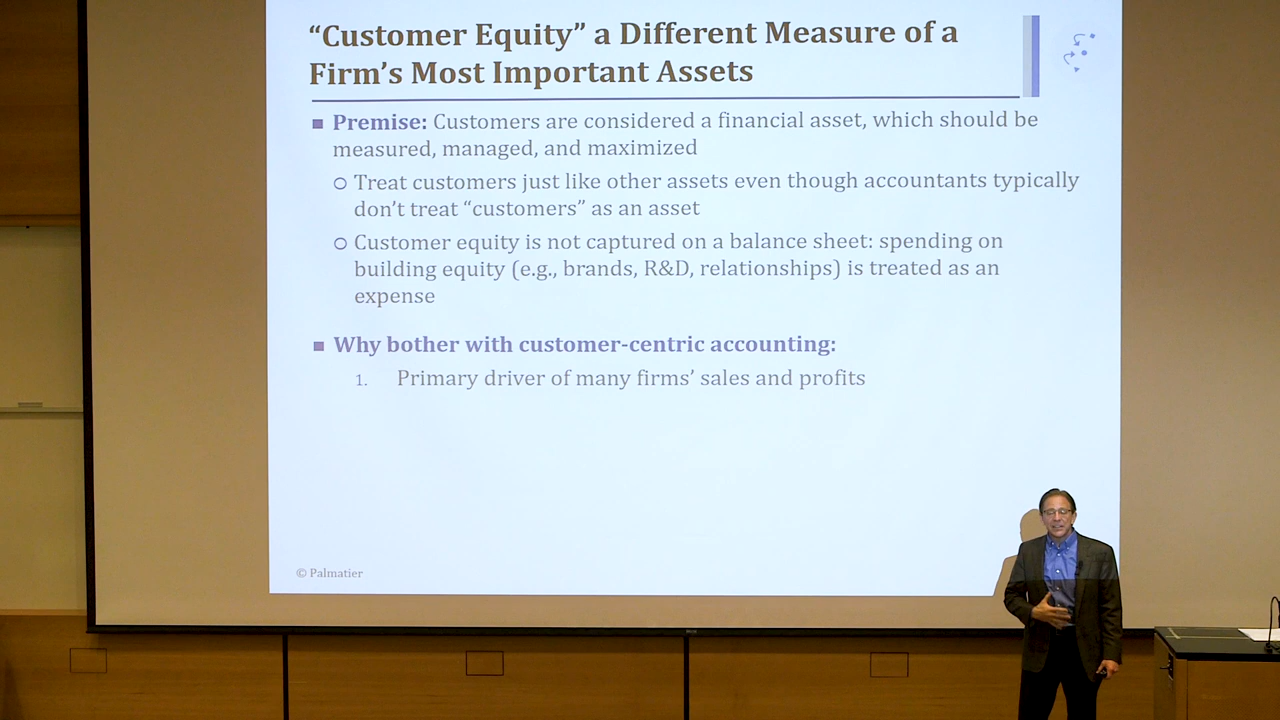 “Customer Equity” a Different Measure of a
Firm’s Most Important Assets
Premise: Customers are considered a financial asset, which should be
measured, managed, and maximized
Treat customers just like other assets even though accountants typically
don’t treat “customers” as an asset
Customer equity is not captured on a balance sheet: spending on
building equity (e.g., brands, R&D, relationships) is treated as an
expense
Why bother with customer-centric accounting:
1. Primary driver of many firms’ sales and profits
© Palmatier